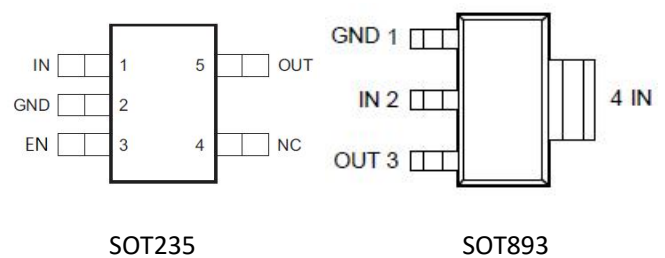 IN 1 5 OUT
GND 2
EN 3 4 NC
GND 1
IN 2 4 IN
OUT 3
SOT235 SOT893